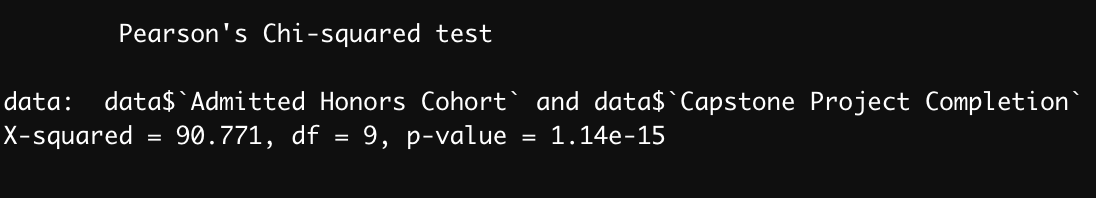 Pearson's Chi-squared test
data:  data$`Admitted Honors Cohort` and data$`Capstone Project Completion`
X-squared = 90.771, df = 9, p-value = 1.14e-15